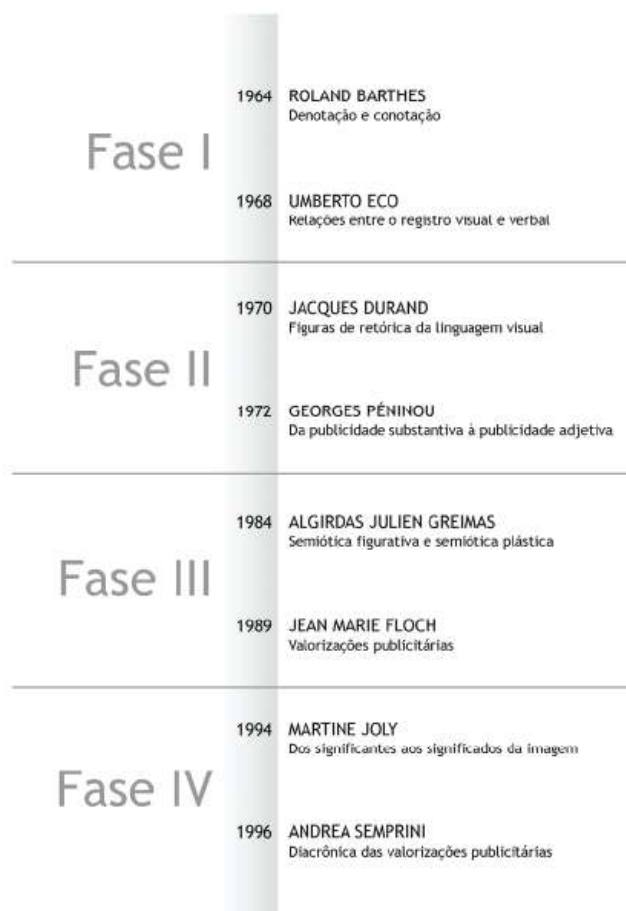 1964 ROLAND BARTHES
Denotação e conotação
Fase I
1968 UMBERTO ECO
Relações entre o registro visual e verbal
1970 JACQUES DURAND
Figuras de retórica da linguagem visual
Fase II
1972 GEORGES PÉNINOU
Da publicidade substantiva à publicidade adjetiva
1984 ALGIRDAS JULIEN GREIMAS
Semiótica figurativa e semiótica plástica
Fase III
1989 JEAN MARIE FLOCH
Valorizações publicitárias
1994 MARTINE JOLY
Dos significantes aos significados da imagem
Fase IV
1996 ANDREA SEMPRINI
Diacrônica das valorizações publicitárias